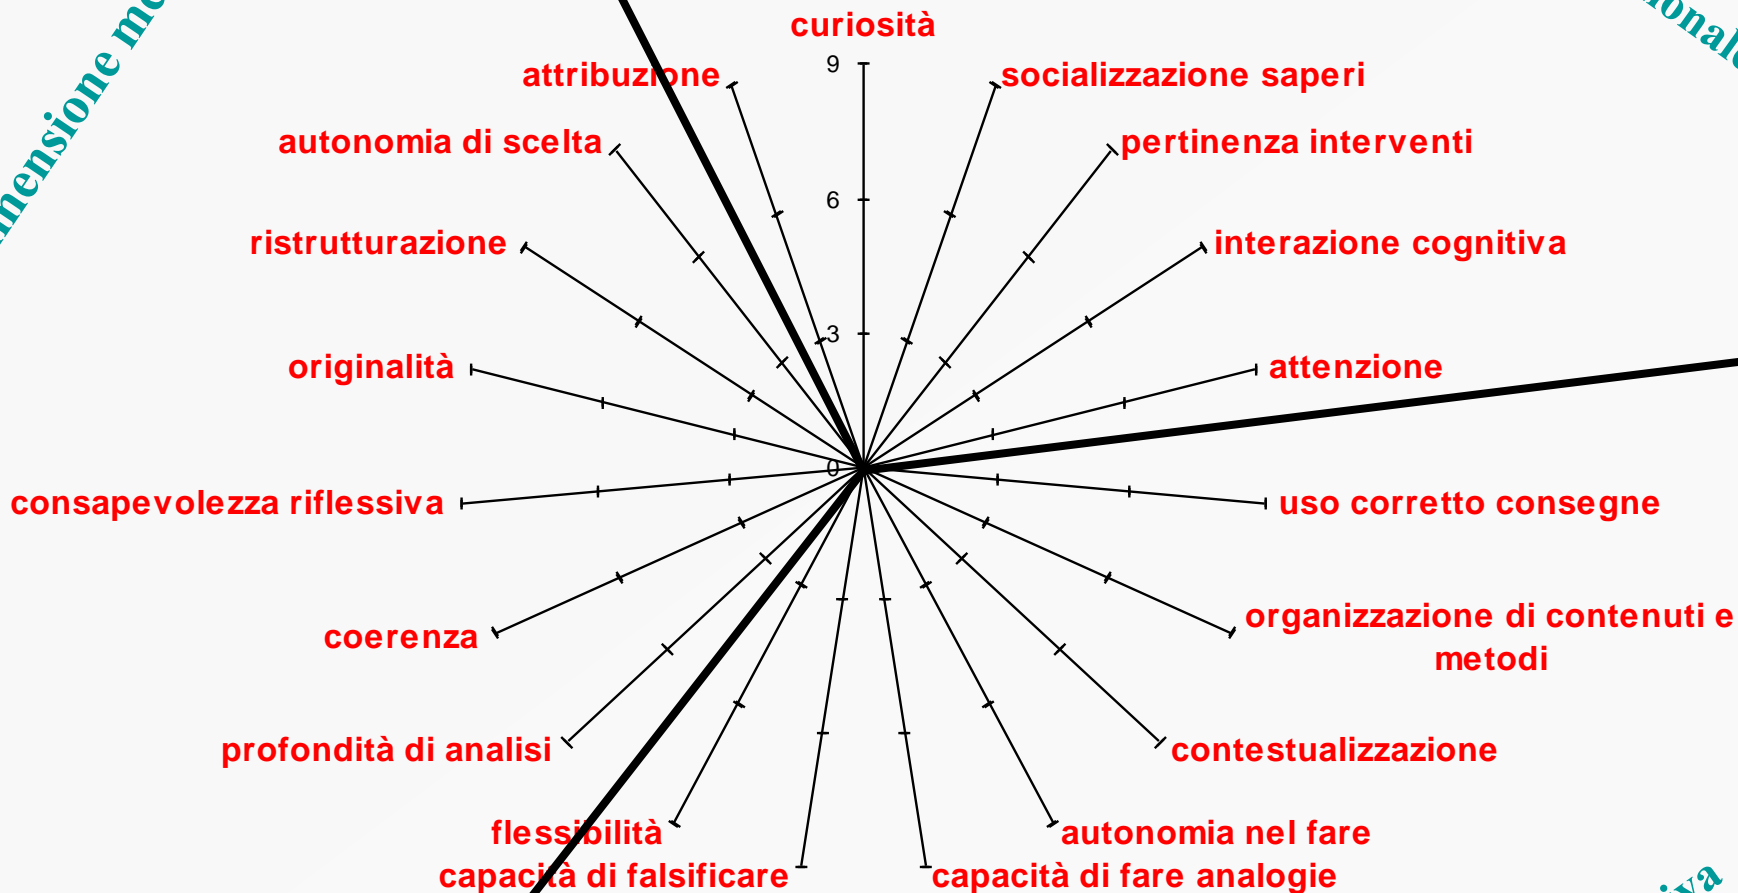 curiosità
9
attribuzione
socializzazione saperi
autonomia di scelta
pertinenza interventi
6
ristrutturazione
interazione cognitiva
3
originalità
attenzione
0
consapevolezza riflessiva
uso corretto consegne
organizzazione di contenuti e
metodi
coerenza
profondità di analisi
contestualizzazione
flessibilità
autonomia nel fare
capacità di falsificare
capacità di fare analogie